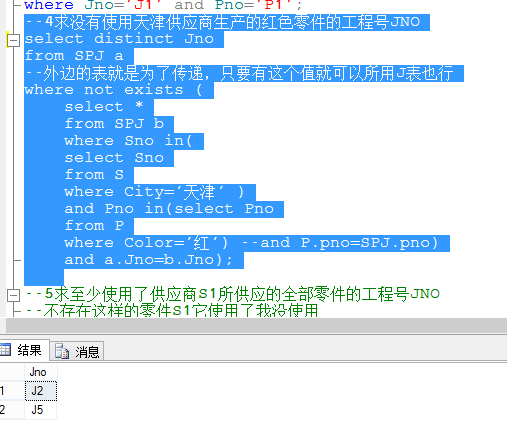 where Jno='J1' and Pno='P1';
--4求没有使用天津供应商生产的红色零件的工程号JNO
select distinct Jno
from SPJ a
--外边的表就是为了传递，只要有这个值就可以所用J表也行
where not exists (
select *
from SPJ b
where Sno in(
select Sno
from S
where City='天津' )
and Pno in(select Pno
from P
where Color='红') --and P.pno=SPJ.pno)
and a.Jno=b.Jno);
--5求至少使用了供应商S1所供应的全部零件的工程号JNO
--不存在这样的零件S1它使用了我没使用
结果 消息
Jno
1 J2
2 J5